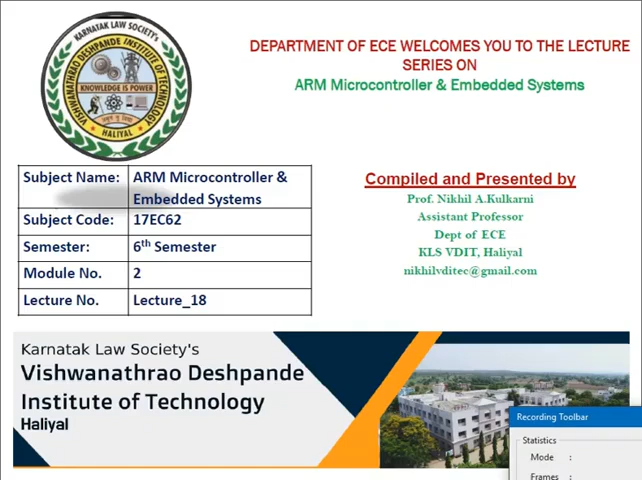 KARNATAK LAW SOCIETY'S
VISHWANATHRAO DESHPANDE INSTITUTE OF TECHNOLOGY
KNOWLEDGE IS POWER
HALIYAL
DEPARTMENT OF ECE WELCOMES YOU TO THE LECTURE
SERIES ON
ARM Microcontroller & Embedded Systems
Subject Name: ARM Microcontroller &
Embedded Systems
Subject Code: 17EC62
Semester: 6th Semester
Module No. 2
Lecture No. Lecture_18
Compiled and Presented by
Prof. Nikhil A.Kulkarni
Assistant Professor
Dept of ECE
KLS VDIT, Haliyal
nikhilvditec@gmail.com
Karnatak Law Society's
Vishwanathrao Deshpande
Institute of Technology
Haliyal
Recording Toolbar
Statistics
Mode :
Frames :